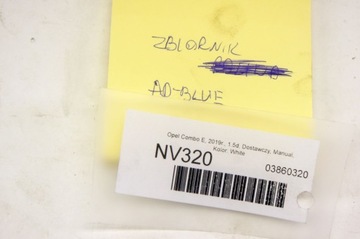 ZBIORNIK
AD-BLUE
Opel Combo E, 2019r., 1.5d, Dostawczy, Manual,
Kolor: White
NV320
03860320